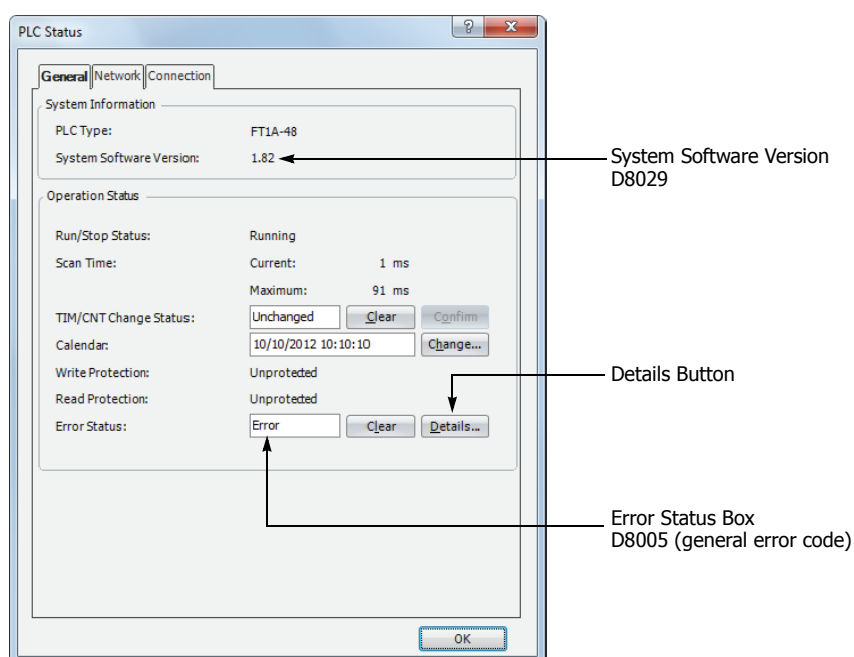 PLC Status
General Network Connection
System Information
PLC Type: FT1A-48
System Software Version: 1.82
System Software Version
D8029
Operation Status
Run/Stop Status: Running
Scan Time: Current: 1 ms
Maximum: 91 ms
TIM/CNT Change Status: Unchanged Clear Confirm
Calendar: 10/10/2012 10:10:10 Change...
Write Protection: Unprotected
Details Button
Read Protection: Unprotected
Error Status: Error Clear Details...
Error Status Box
D8005 (general error code)
OK